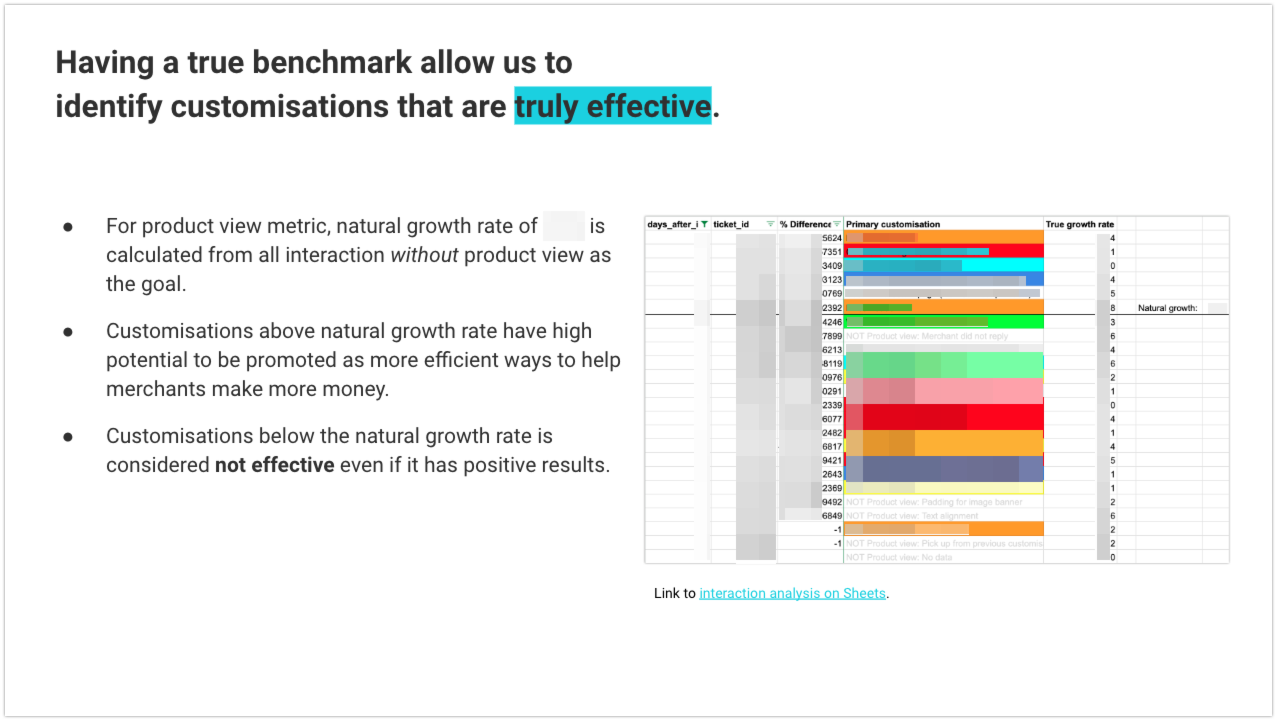 Having a true benchmark allow us to
identify customisations that are truly effective.
● For product view metric, natural growth rate of is
calculated from all interaction without product view as
the goal.
● Customisations above natural growth rate have high
potential to be promoted as more efficient ways to help
merchants make more money.
● Customisations below the natural growth rate is
considered not effective even if it has positive results.
days_after_i ticket_id % Difference Primary customisation True growth rate
5624 4
7351 1
3409 0
3123 4
0769 5
2392 8 Natural growth:
4246 3
7899 NOT Product view: Merchant did not reply 6
6213 4
8119 6
0976 2
0291 1
2339 0
6077 4
2482 1
6817 4
9421 5
2643 1
2369 1
9492 NOT Product view: Padding for image banner 2
6849 NOT Product view: Text alignment 6
-1 2
-1 NOT Product view: Pick up from previous customis 2
NOT Product view: No data 0
Link to interaction analysis on Sheets.